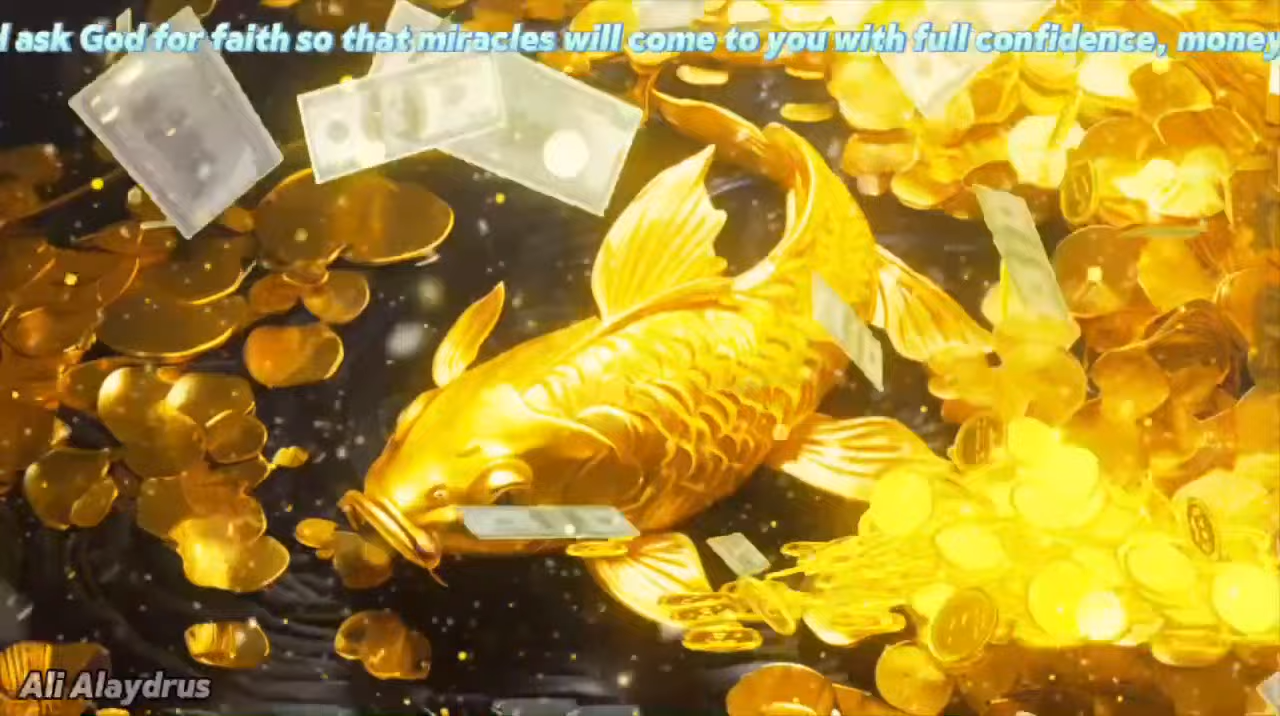 ask God for faith so that miracles will come to you with full confidence, money
Ali Alaydrus